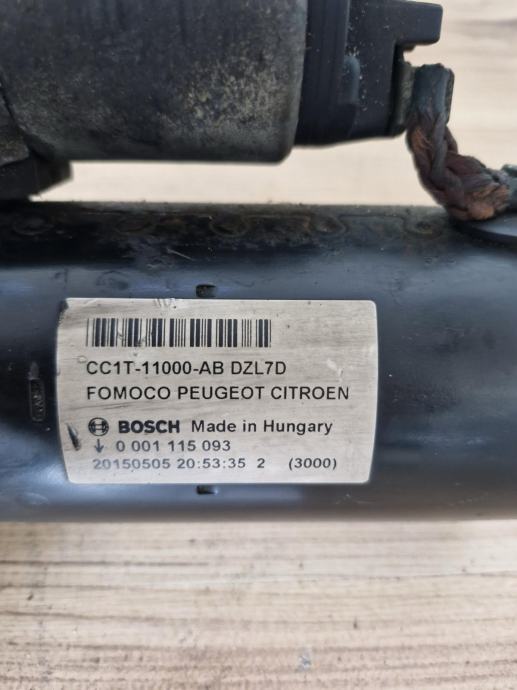 CC1T-11000-AB DZL7D
FOMOCO PEUGEOT CITROEN
BOSCH Made in Hungary
↓ 0 001 115 093
20150505 20:53:35 2 (3000)